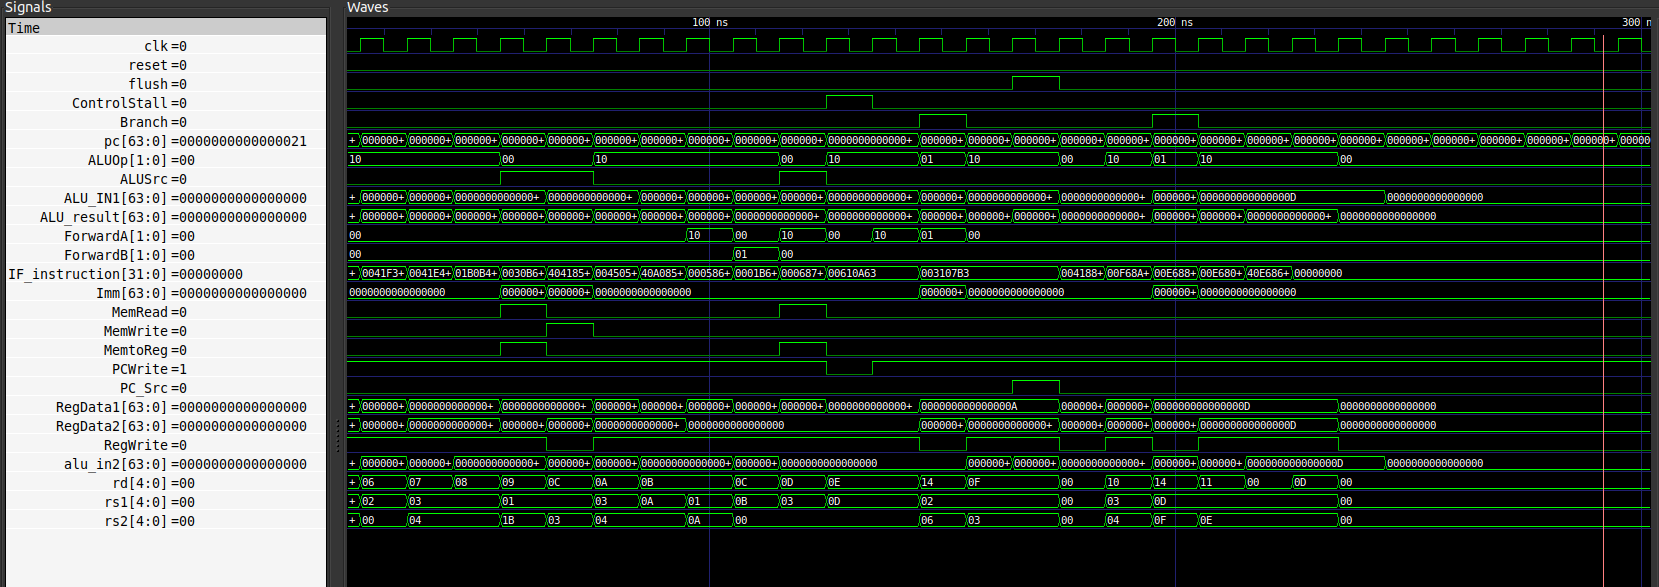 Signals
Waves
Time
100 ns 200 ns 300 n
clk=0
reset=0
flush=0
ControlStall=0
Branch=0
pc[63:0]=0000000000000021 + 000000+ 000000+ 000000+ 000000+ 000000+ 000000+ 000000+ 000000+ 000000+ 000000+ 0000000000000+ 000000+ 000000+ 000000+ 000000+ 000000+ 000000+ 000000+ 000000+ 000000+ 000000+ 000000+ 000000+ 000000+ 000000+ 00000
ALUOp[1:0]=00 10 00 10 00 10 01 10 00 10 01 10 00
ALUSrc=0
ALU_IN1[63:0]=0000000000000000 + 000000+ 000000+ 0000000000000+ 0000000000000+ 000000+ 000000+ 000000+ 000000+ 000000+ 0000000000000+ 000000+ 0000000000000+ 0000000000000+ 000000+ 000000000000000D 0000000000000000
ALU_result[63:0]=0000000000000000 + 000000+ 000000+ 000000+ 000000+ 000000+ 000000+ 000000+ 000000+ 0000000000000+ 000000+ 000000+ 000000+ 000000+ 000000+ 0000000000000+ 000000+ 000000+ 0000000000000+ 0000000000000000
ForwardA[1:0]=00 00 10 00 10 00 10 01 00
ForwardB[1:0]=00 00 01 00
IF_instruction[31:0]=00000000 + 0041F3+ 0041E4+ 01B0B4+ 0030B6+ 404185+ 004505+ 40A085+ 000586+ 0001B6+ 000687+ 00610A63 003107B3 004188+ 00F68A+ 00E688+ 00E680+ 40E686+ 00000000
Imm[63:0]=0000000000000000 0000000000000000 000000+ 000000+ 0000000000000000 000000+ 0000000000000000 000000+ 0000000000000000
MemRead=0
MemWrite=0
MemtoReg=0
PCWrite=1
PC_Src=0
RegData1[63:0]=0000000000000000 + 000000+ 0000000000000+ 0000000000000+ 000000+ 000000+ 000000+ 000000+ 000000+ 0000000000000+ 000000000000000A 000000+ 000000+ 000000000000000D 0000000000000000
RegData2[63:0]=0000000000000000 + 000000+ 0000000000000+ 000000+ 000000+ 0000000000000+ 0000000000000000 000000+ 0000000000000+ 000000+ 000000+ 000000+ 000000000000000D 0000000000000000
RegWrite=0
alu_in2[63:0]=0000000000000000 + 000000+ 000000+ 0000000000000+ 000000+ 000000+ 0000000000000+ 000000+ 0000000000000000 000000+ 000000+ 0000000000000+ 000000+ 000000+ 000000000000000D 0000000000000000
rd[4:0]=00 + 06 07 08 09 0C 0A 0B 0C 0D 0E 14 0F 00 10 14 11 00 0D 00
rs1[4:0]=00 + 02 03 01 03 0A 01 0B 03 0D 02 00 03 0D 00
rs2[4:0]=00 + 00 04 1B 03 04 0A 00 06 03 00 04 0F 0E 00